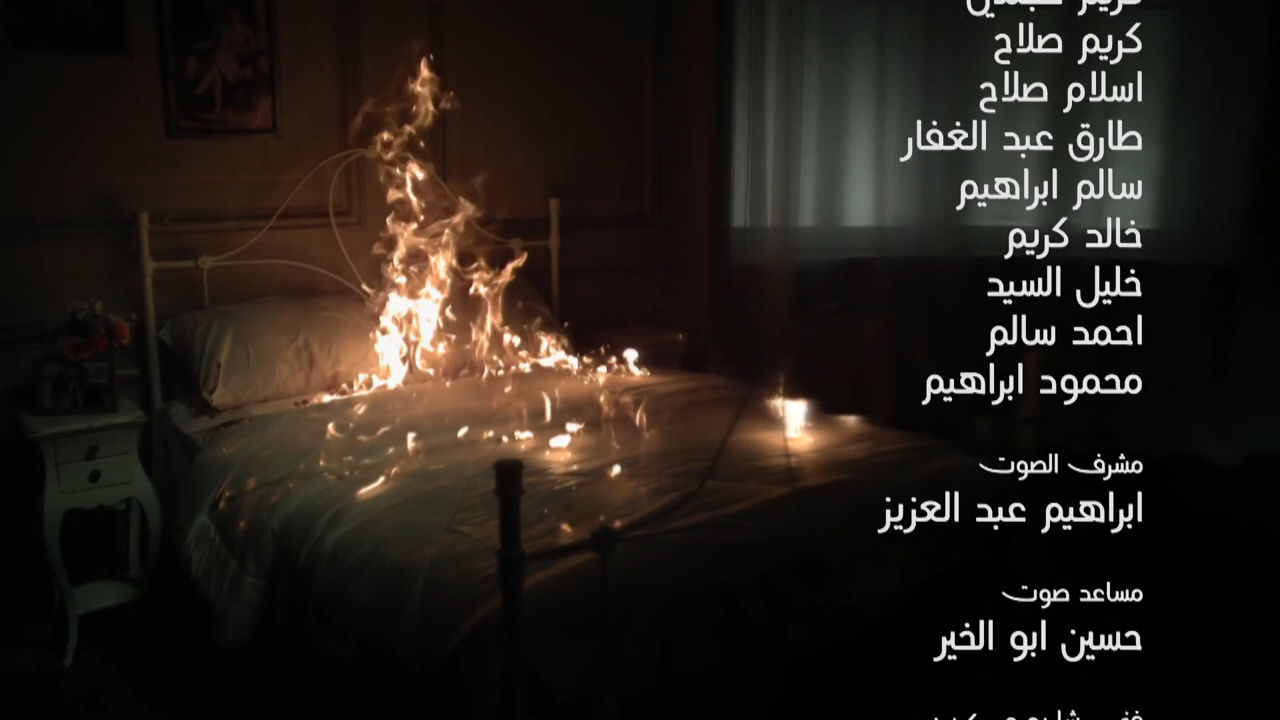 كريم
كريم صلاح
اسلام صلاح
طارق عبد الغفار
سالم ابراهيم
خالد كريم
خليل السيد
احمد سالم
محمود ابراهيم
مشرف الصوت
ابراهيم عبد العزيز
مساعد صوت
حسين ابو الخير